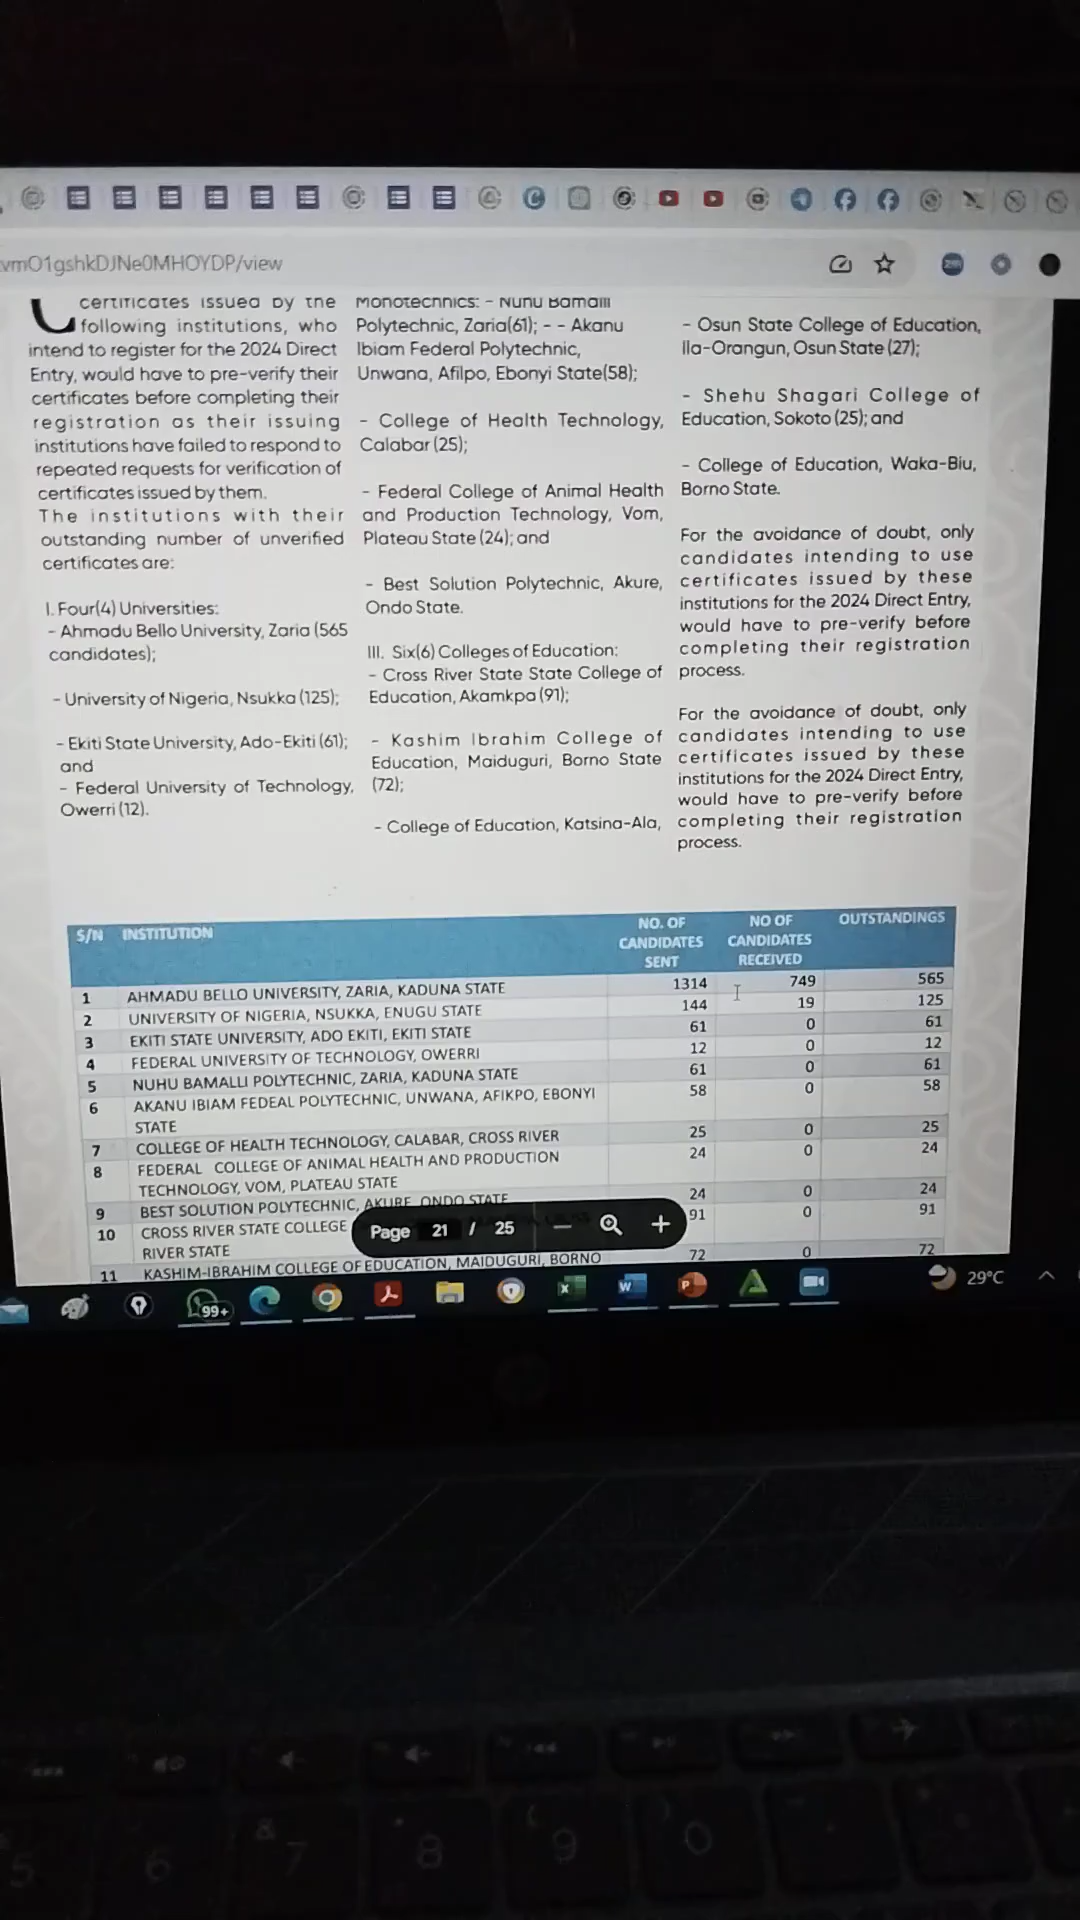 vmO1gshkDJNe0MHOYDP/view
certificates issued by the
following institutions, who
intend to register for the 2024 Direct
Entry, would have to pre-verify their
certificates before completing their
registration as their issuing
institutions have failed to respond to
repeated requests for verification of
certificates issued by them.
The institutions with their
outstanding number of unverified
certificates are:
I. Four(4) Universities:
- Ahmadu Bello University, Zaria (565
candidates);
- University of Nigeria, Nsukka (125);
- Ekiti State University, Ado-Ekiti (61);
and
- Federal University of Technology,
Owerri (12).
Monotechnics: - Nuhu Bamalli
Polytechnic, Zaria(61); - - Akanu
Ibiam Federal Polytechnic,
Unwana, Afilpo, Ebonyi State(58);
- College of Health Technology,
Calabar (25);
- Federal College of Animal Health
and Production Technology, Vom,
Plateau State (24); and
- Best Solution Polytechnic, Akure,
Ondo State.
III. Six(6) Colleges of Education:
- Cross River State State College of
Education, Akamkpa (91);
- Kashim Ibrahim College of
Education, Maiduguri, Borno State
(72);
- College of Education, Katsina-Ala,
- Osun State College of Education,
Ila-Orangun, Osun State (27);
- Shehu Shagari College of
Education, Sokoto (25); and
- College of Education, Waka-Biu,
Borno State.
For the avoidance of doubt, only
candidates intending to use
certificates issued by these
institutions for the 2024 Direct Entry,
would have to pre-verify before
completing their registration
process.
For the avoidance of doubt, only
candidates intending to use
certificates issued by these
institutions for the 2024 Direct Entry,
would have to pre-verify before
completing their registration
process.
S/N INSTITUTION NO. OF CANDIDATES SENT NO OF CANDIDATES RECEIVED OUTSTANDINGS
1 AHMADU BELLO UNIVERSITY, ZARIA, KADUNA STATE 1314 749 565
2 UNIVERSITY OF NIGERIA, NSUKKA, ENUGU STATE 144 19 125
3 EKITI STATE UNIVERSITY, ADO EKITI, EKITI STATE 61 0 61
4 FEDERAL UNIVERSITY OF TECHNOLOGY, OWERRI 12 0 12
5 NUHU BAMALLI POLYTECHNIC, ZARIA, KADUNA STATE 61 0 61
6 AKANU IBIAM FEDEAL POLYTECHNIC, UNWANA, AFIKPO, EBONYI 58 0 58
STATE
7 COLLEGE OF HEALTH TECHNOLOGY, CALABAR, CROSS RIVER 25 0 25
8 FEDERAL COLLEGE OF ANIMAL HEALTH AND PRODUCTION 24 0 24
TECHNOLOGY, VOM, PLATEAU STATE
9 BEST SOLUTION POLYTECHNIC, AKURE, ONDO STATE 24 0 24
10 CROSS RIVER STATE COLLEGE 91 0 91
RIVER STATE
11 KASHIM-IBRAHIM COLLEGE OF EDUCATION, MAIDUGURI, BORNO 72 0 72
Page 21 / 25
99+
29°C
5 6 7 8 9 0